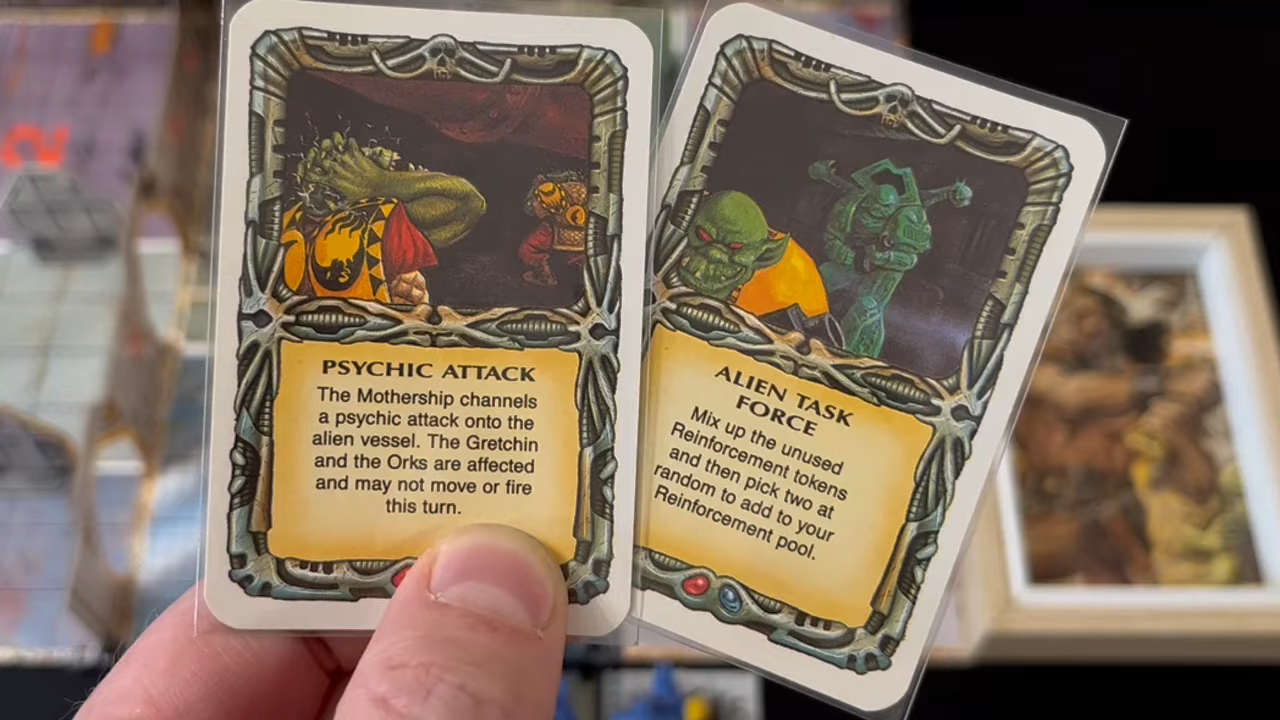 2
PSYCHIC ATTACK
The Mothership channels
a psychic attack onto the
alien vessel. The Gretchin
and the Orks are affected
and may not move or fire
this turn.
ALIEN TASK
FORCE
Mix up the unused
Reinforcement tokens
and then pick two at
random to add to your
Reinforcement pool.